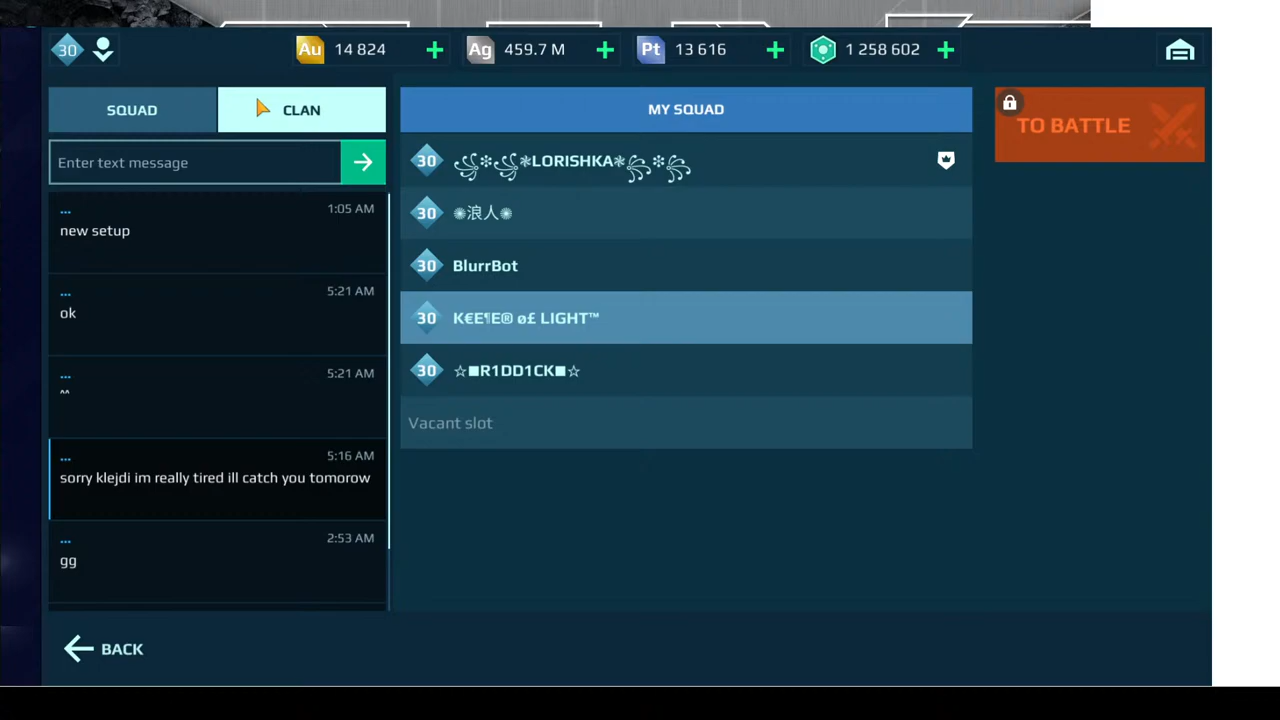 30
Au 14 824 +
Ag 459.7 M +
Pt 13 616 +
1 258 602 +
SQUAD
CLAN
Enter text message
...
1:05 AM
new setup
...
5:21 AM
ok
...
5:21 AM
^^
...
5:16 AM
sorry klejdi im really tired ill catch you tomorow
...
2:53 AM
gg
MY SQUAD
30 ꧁❇꧁❃LORISHKA❃꧂❇꧂
30 ✺浪人✺
30 BlurrBot
30 K€E¶E® ø£ LIGHT™
30 ☆■R1DD1CK■☆
Vacant slot
TO BATTLE
BACK